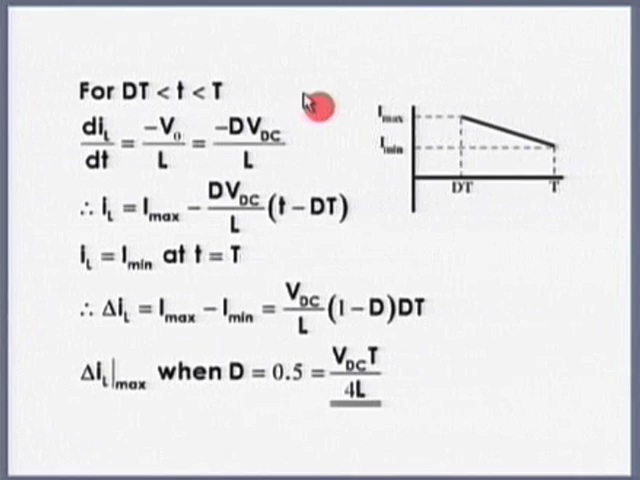 For DT < t < T
di_L/dt = -V_0/L = -DV_DC/L
∴ i_L = I_max - DV_DC/L (t - DT)
i_L = I_min at t = T
∴ Δi_L = I_max - I_min = V_DC/L (1 - D)DT
Δi_L|_max when D = 0.5 = V_DC T/4L
I_max
I_min
DT T